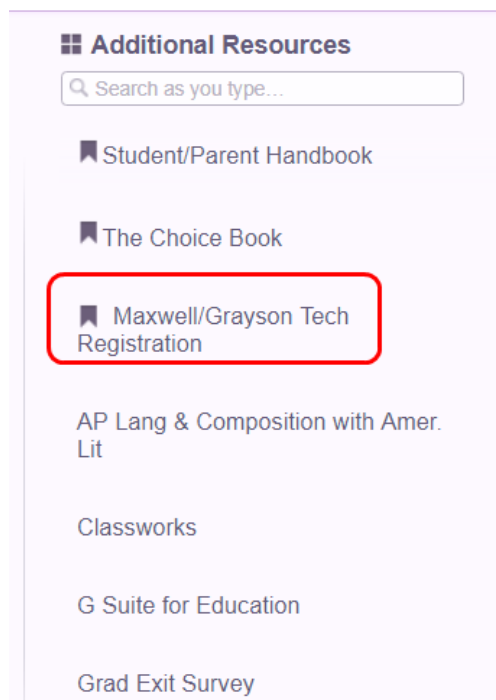 Additional Resources
Search as you type...
Student/Parent Handbook
The Choice Book
Maxwell/Grayson Tech
Registration
AP Lang & Composition with Amer.
Lit
Classworks
G Suite for Education
Grad Exit Survey